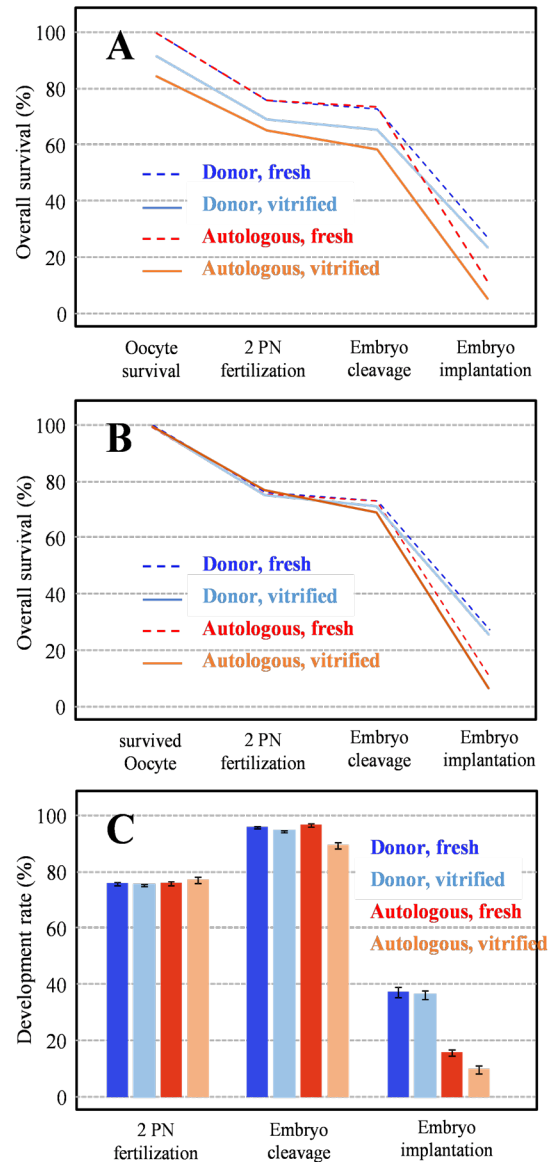 A
Overall survival (%)
100
80
60
40
20
0
Donor, fresh
Donor, vitrified
Autologous, fresh
Autologous, vitrified
Oocyte
survival
2 PN
fertilization
Embryo
cleavage
Embryo
implantation
B
Overall survival (%)
100
80
60
40
20
0
Donor, fresh
Donor, vitrified
Autologous, fresh
Autologous, vitrified
survived
Oocyte
2 PN
fertilization
Embryo
cleavage
Embryo
implantation
C
Development rate (%)
100
80
60
40
20
0
Donor, fresh
Donor, vitrified
Autologous, fresh
Autologous, vitrified
2 PN
fertilization
Embryo
cleavage
Embryo
implantation